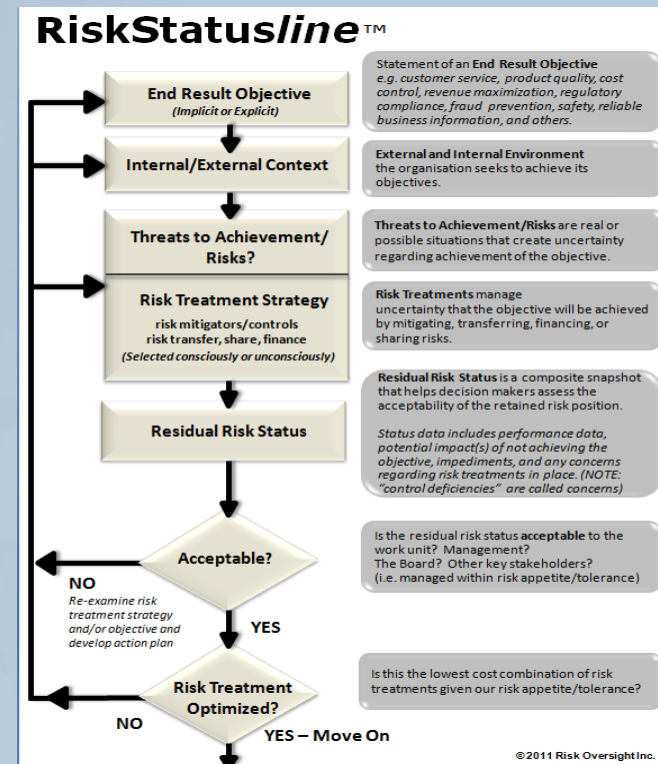 RiskStatusline™
End Result Objective
(Implicit or Explicit)
Statement of an End Result Objective
e.g. customer service, product quality, cost
control, revenue maximization, regulatory
compliance, fraud prevention, safety, reliable
business information, and others.
Internal/External Context
External and Internal Environment
the organisation seeks to achieve its
objectives.
Threats to Achievement/
Risks?
Threats to Achievement/Risks are real or
possible situations that create uncertainty
regarding achievement of the objective.
Risk Treatment Strategy
risk mitigators/controls
risk transfer, share, finance
(Selected consciously or unconsciously)
Risk Treatments manage
uncertainty that the objective will be achieved
by mitigating, transferring, financing, or
sharing risks.
Residual Risk Status
Residual Risk Status is a composite snapshot
that helps decision makers assess the
acceptability of the retained risk position.
Status data includes performance data,
potential impact(s) of not achieving the
objective, impediments, and any concerns
regarding risk treatments in place. (NOTE:
“control deficiencies” are called concerns)
Acceptable?
Is the residual risk status acceptable to the
work unit? Management?
The Board? Other key stakeholders?
(i.e. managed within risk appetite/tolerance)
NO
Re-examine risk
treatment strategy
and/or objective and
develop action plan
YES
Risk Treatment
Optimized?
Is this the lowest cost combination of risk
treatments given our risk appetite/tolerance?
NO
YES – Move On
©2011 Risk Oversight Inc.